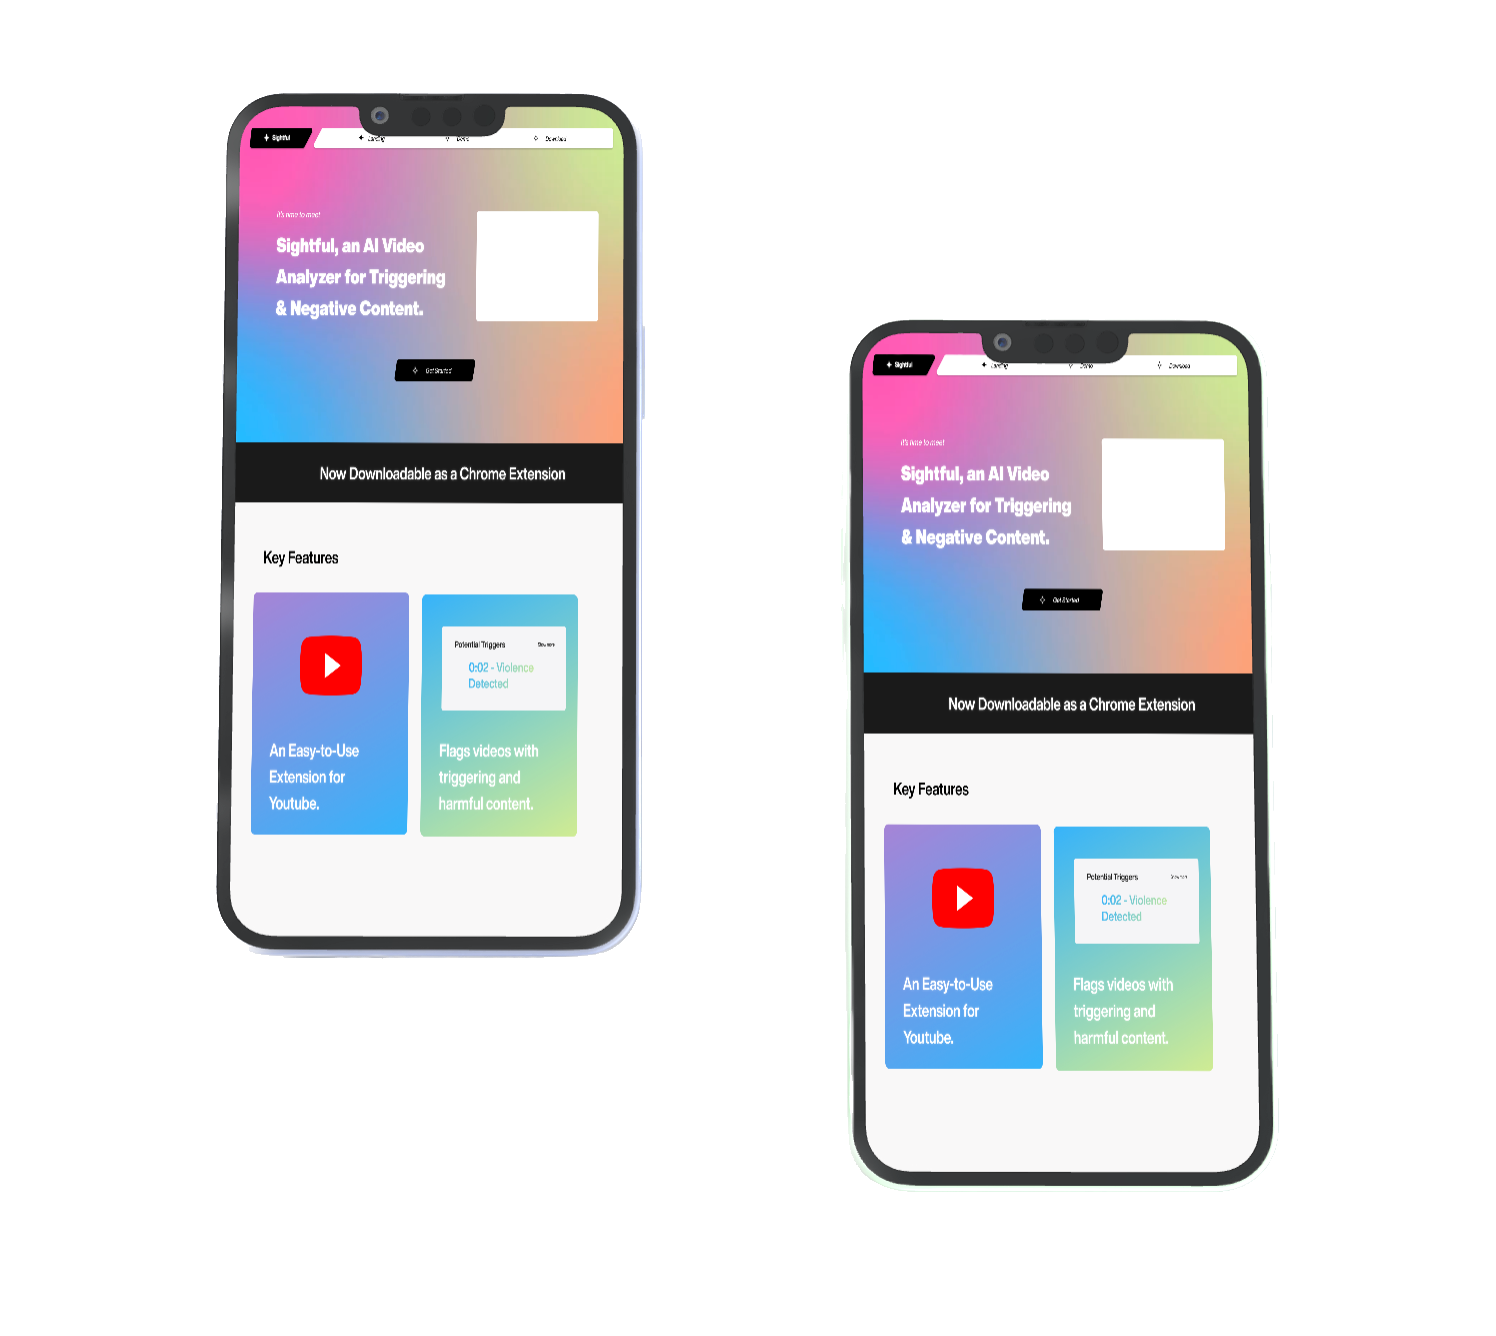 Sightful
Landing
Demo
Download
It's time to meet
Sightful, an AI Video
Analyzer for Triggering
& Negative Content.
Get Started
Now Downloadable as a Chrome Extension
Key Features
Potential Triggers
Show more
0:02 - Violence
Detected
An Easy-to-Use
Extension for
Youtube.
Flags videos with
triggering and
harmful content.
Sightful
Landing
Demo
Download
It's time to meet
Sightful, an AI Video
Analyzer for Triggering
& Negative Content.
Get Started
Now Downloadable as a Chrome Extension
Key Features
Potential Triggers
Show more
0:02 - Violence
Detected
An Easy-to-Use
Extension for
Youtube.
Flags videos with
triggering and
harmful content.